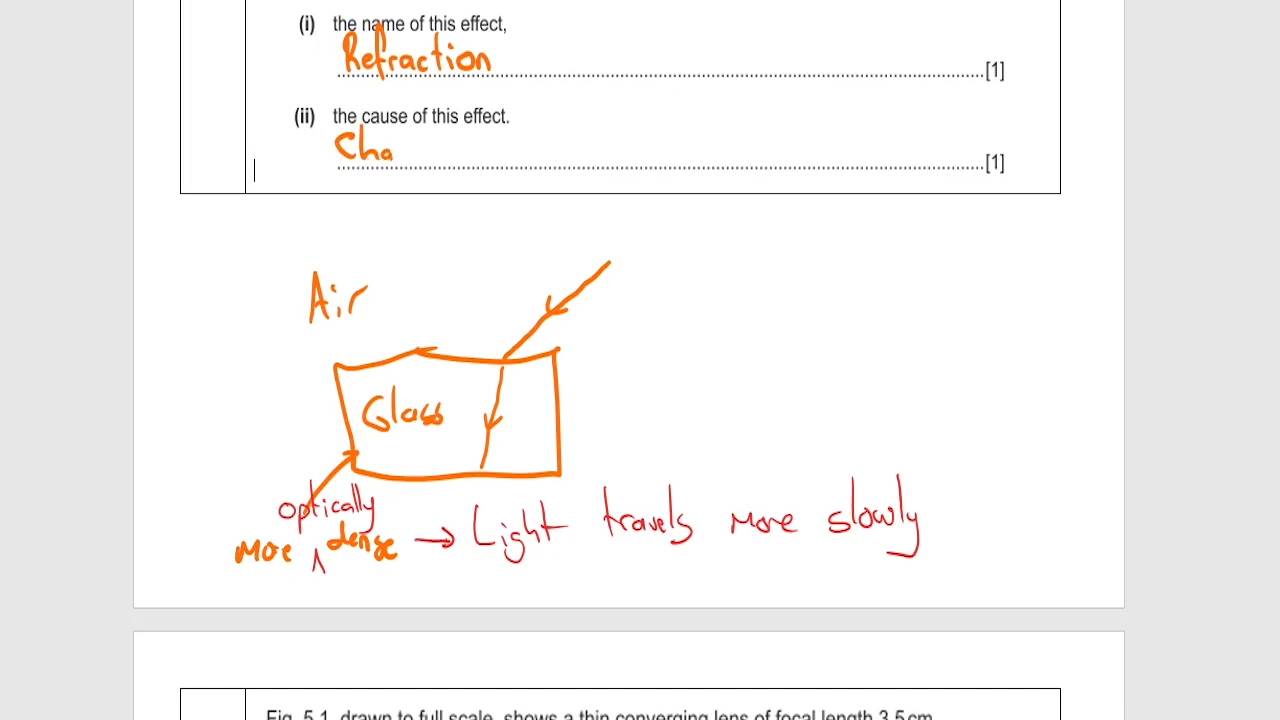 (i) the name of this effect,
Refraction
................................................[1]
(ii) the cause of this effect.
Cha
................................................[1]
Air
Glass
optically
more ^ dense → Light travels more slowly
Fig. 5.1, drawn to full scale, shows a thin converging lens of focal length 3.5 cm.